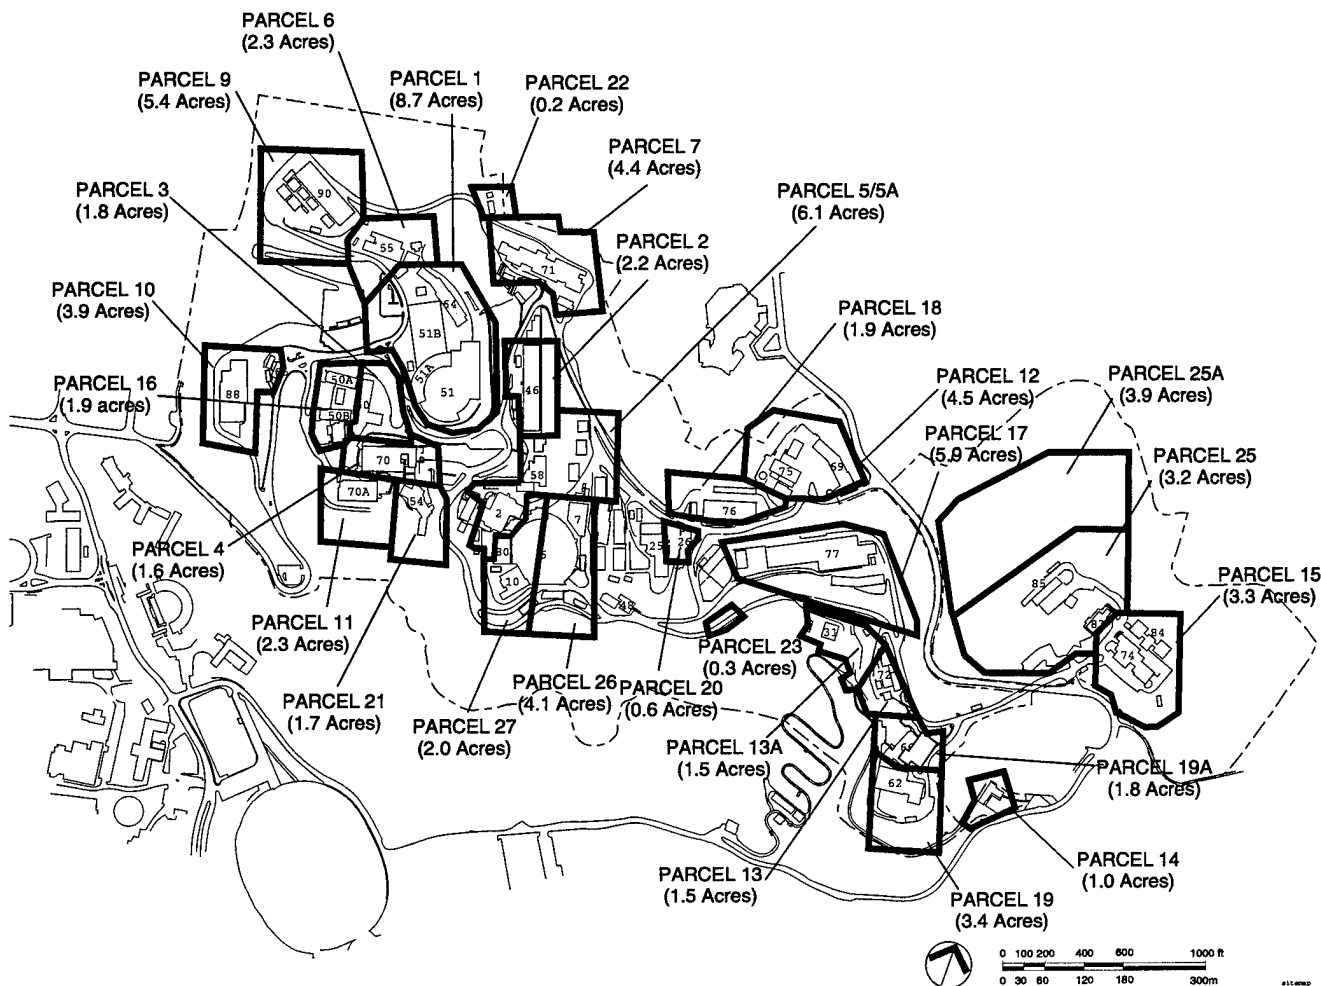 PARCEL 6
(2.3 Acres)
PARCEL 9
(5.4 Acres)
PARCEL 1
(8.7 Acres)
PARCEL 22
(0.2 Acres)
PARCEL 7
(4.4 Acres)
PARCEL 3
(1.8 Acres)
PARCEL 5/5A
(6.1 Acres)
PARCEL 2
(2.2 Acres)
PARCEL 10
(3.9 Acres)
PARCEL 18
(1.9 Acres)
PARCEL 16
(1.9 acres)
PARCEL 12
(4.5 Acres)
PARCEL 25A
(3.9 Acres)
PARCEL 17
(5.9 Acres)
PARCEL 25
(3.2 Acres)
PARCEL 4
(1.6 Acres)
PARCEL 15
(3.3 Acres)
PARCEL 11
(2.3 Acres)
PARCEL 23
(0.3 Acres)
PARCEL 21
(1.7 Acres)
PARCEL 26
(4.1 Acres)
PARCEL 20
(0.6 Acres)
PARCEL 27
(2.0 Acres)
PARCEL 13A
(1.5 Acres)
PARCEL 19A
(1.8 Acres)
PARCEL 13
(1.5 Acres)
PARCEL 14
(1.0 Acres)
PARCEL 19
(3.4 Acres)
90
55
71
64
51B
51A
51
46
88
50A
50B
70
70A
54
58
2
7
10
76
75
69
77
25
26
48
31
72
62
85
83
84
74
0 100 200 400 600 1000 ft
0 30 60 120 180 300m
sitemap